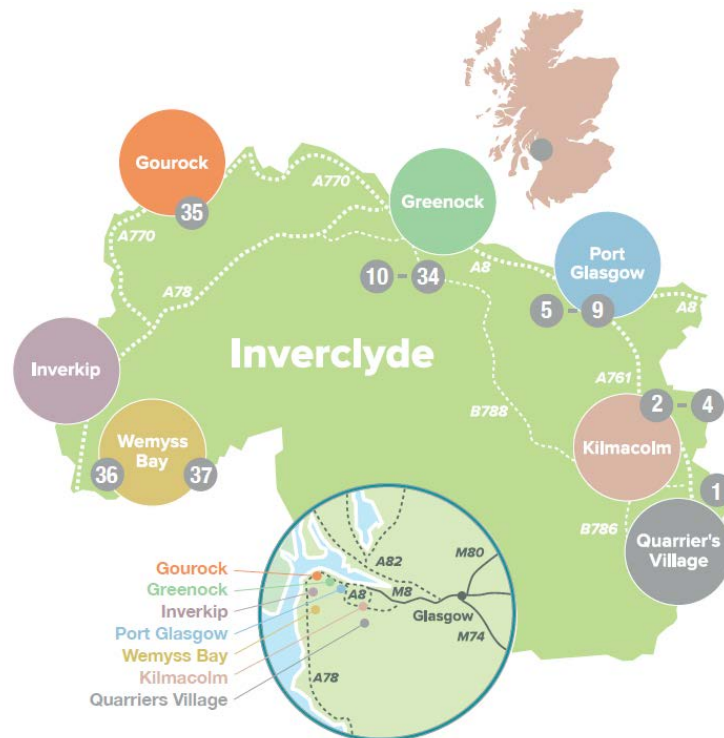 Gourock
35
A770
A770
A78
Greenock
10 - 34
A8
Port
Glasgow
5 - 9
A8
Inverclyde
Inverkip
A761
B788
2 - 4
Kilmacolm
Wemyss
Bay
36
37
1
B786
Quarrier's
Village
A82
M80
Gourock
Greenock
Inverkip
Port Glasgow
Wemyss Bay
Kilmacolm
Quarriers Village
A8
M8
Glasgow
M74
A78